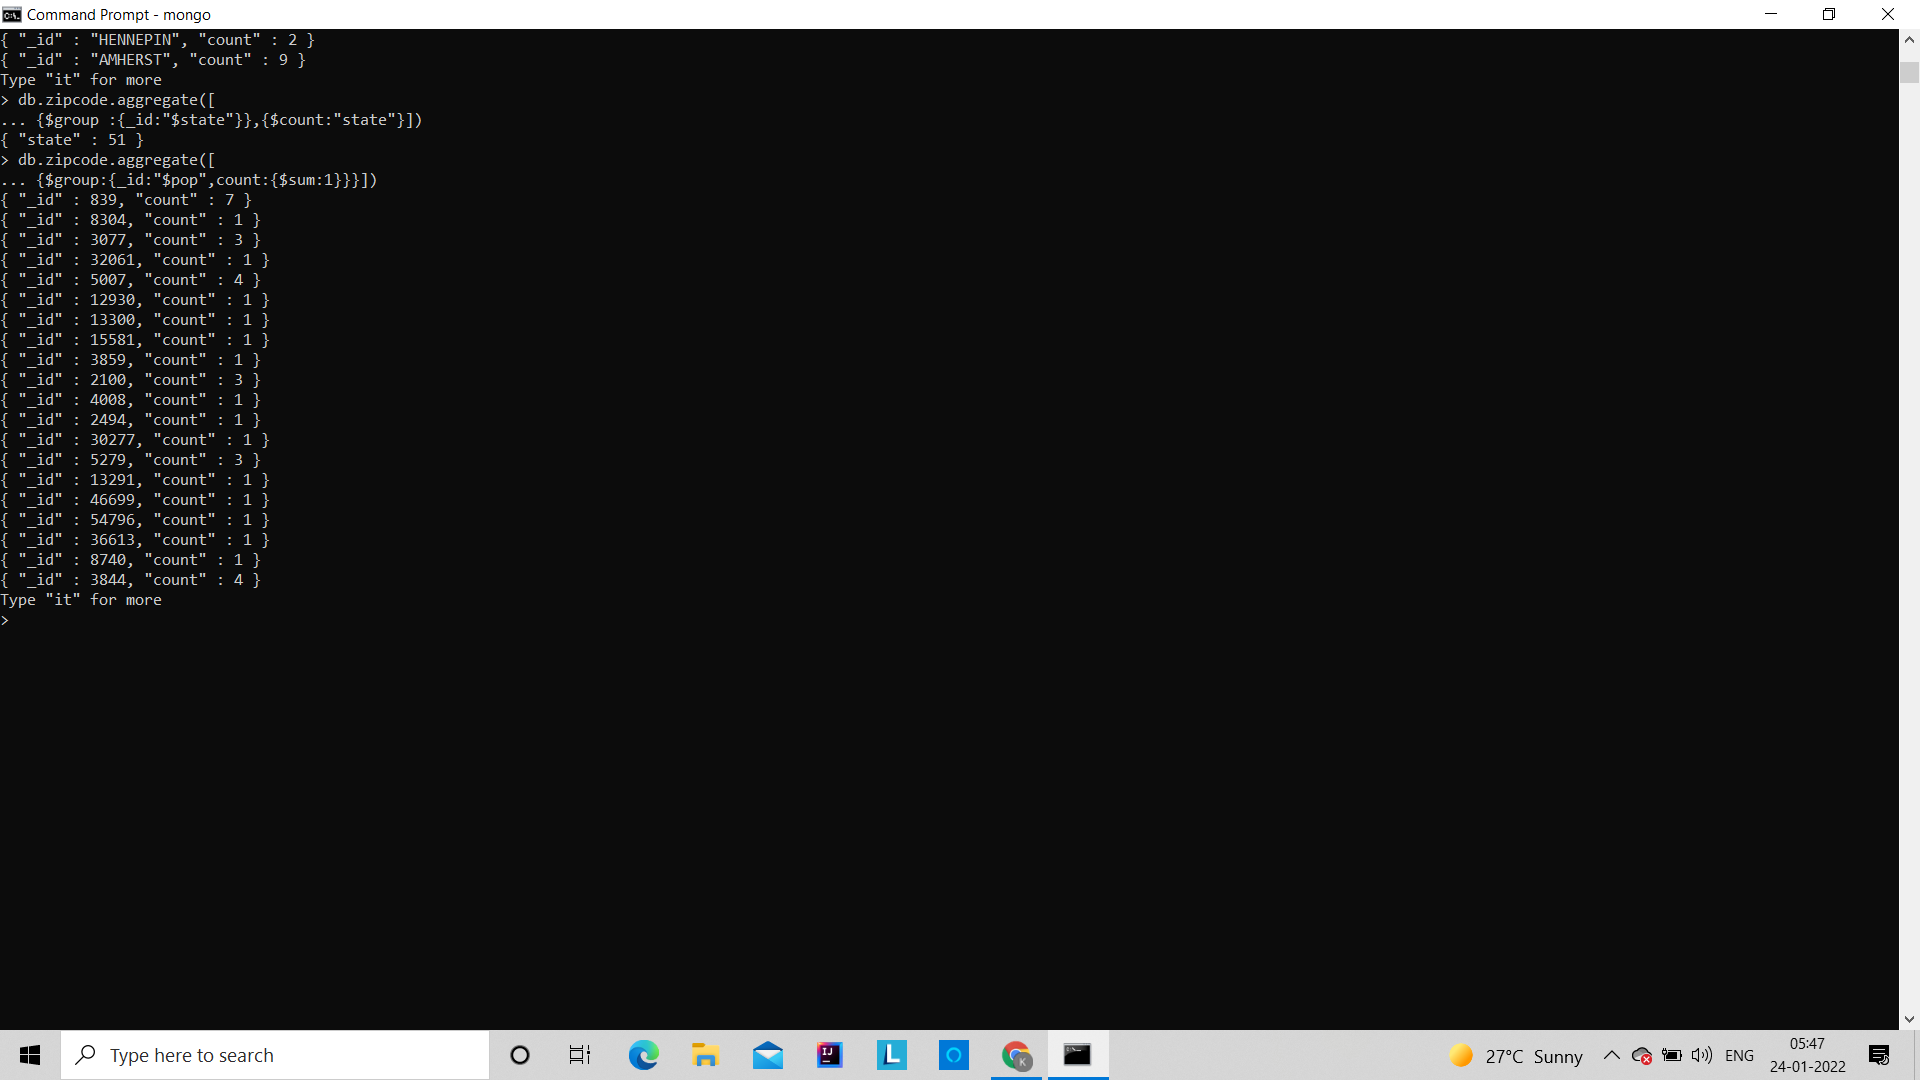 Command Prompt - mongo
{ "_id" : "HENNEPIN", "count" : 2 }
{ "_id" : "AMHERST", "count" : 9 }
Type "it" for more
> db.zipcode.aggregate([
... {$group :{_id:"$state"}},{$count:"state"}])
{ "state" : 51 }
> db.zipcode.aggregate([
... {$group:{_id:"$pop",count:{$sum:1}}}])
{ "_id" : 839, "count" : 7 }
{ "_id" : 8304, "count" : 1 }
{ "_id" : 3077, "count" : 3 }
{ "_id" : 32061, "count" : 1 }
{ "_id" : 5007, "count" : 4 }
{ "_id" : 12930, "count" : 1 }
{ "_id" : 13300, "count" : 1 }
{ "_id" : 15581, "count" : 1 }
{ "_id" : 3859, "count" : 1 }
{ "_id" : 2100, "count" : 3 }
{ "_id" : 4008, "count" : 1 }
{ "_id" : 2494, "count" : 1 }
{ "_id" : 30277, "count" : 1 }
{ "_id" : 5279, "count" : 3 }
{ "_id" : 13291, "count" : 1 }
{ "_id" : 46699, "count" : 1 }
{ "_id" : 54796, "count" : 1 }
{ "_id" : 36613, "count" : 1 }
{ "_id" : 8740, "count" : 1 }
{ "_id" : 3844, "count" : 4 }
Type "it" for more
>
Type here to search
27°C Sunny
ENG
05:47
24-01-2022